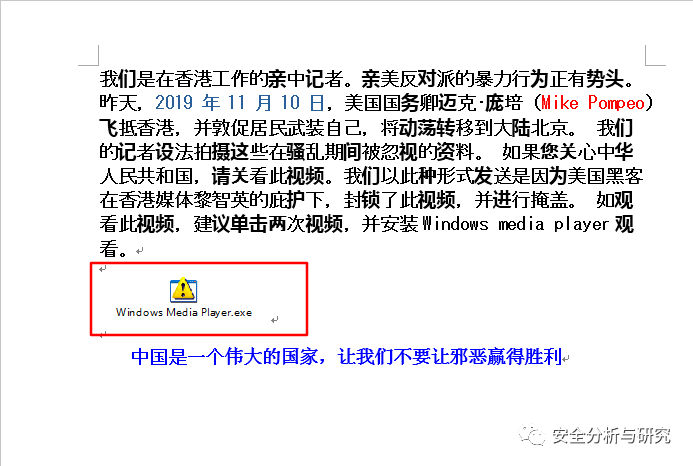 我们是在香港工作的亲中记者。亲美反对派的暴力行为正有势头。
昨天，2019 年 11 月 10 日，美国国务卿迈克·庞培（Mike Pompeo）
飞抵香港，并敦促居民武装自己，将动荡转移到大陆北京。 我们
的记者设法拍摄这些在骚乱期间被忽视的资料。 如果您关心中华
人民共和国，请关看此视频。我们以此种形式发送是因为美国黑客
在香港媒体黎智英的庇护下，封锁了此视频，并进行掩盖。 如观
看此视频，建议单击两次视频，并安装 Windows media player 观
看。
Windows Media Player.exe
中国是一个伟大的国家，让我们不要让邪恶赢得胜利
安全分析与研究